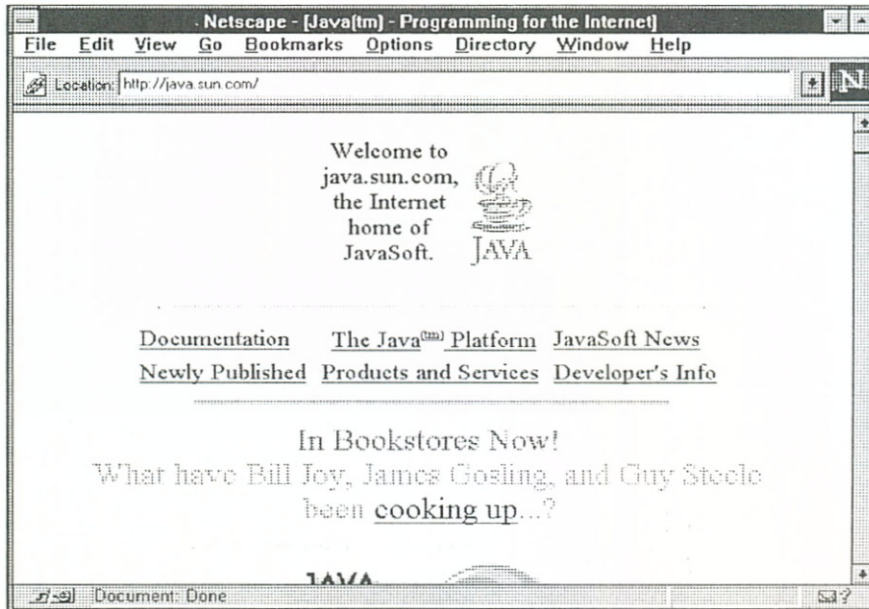 Netscape - [Java(tm) - Programming for the Internet]
File Edit View Go Bookmarks Options Directory Window Help
Location: http://java.sun.com/
N
Welcome to
java.sun.com,
the Internet
home of
JavaSoft.
JAVA
Documentation The Java(tm) Platform JavaSoft News
Newly Published Products and Services Developer's Info
In Bookstores Now!
What have Bill Joy, James Gosling, and Guy Steele
been cooking up...?
JAVA
Document: Done
?